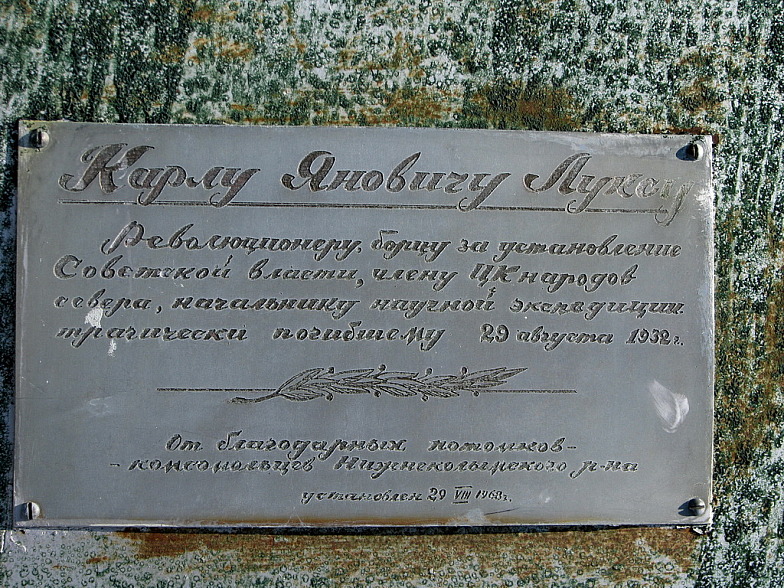 Карлу Яновичу Луксу
Революционеру, борцу за установление
Советской власти, члену ЦК народов
севера, начальнику научной экспедиции
трагически погибшему 29 августа 1932 г.
От благодарных потомков-
-комсомольцев Нижнеколымского р-на
установлен 29 VIII 1968 г.